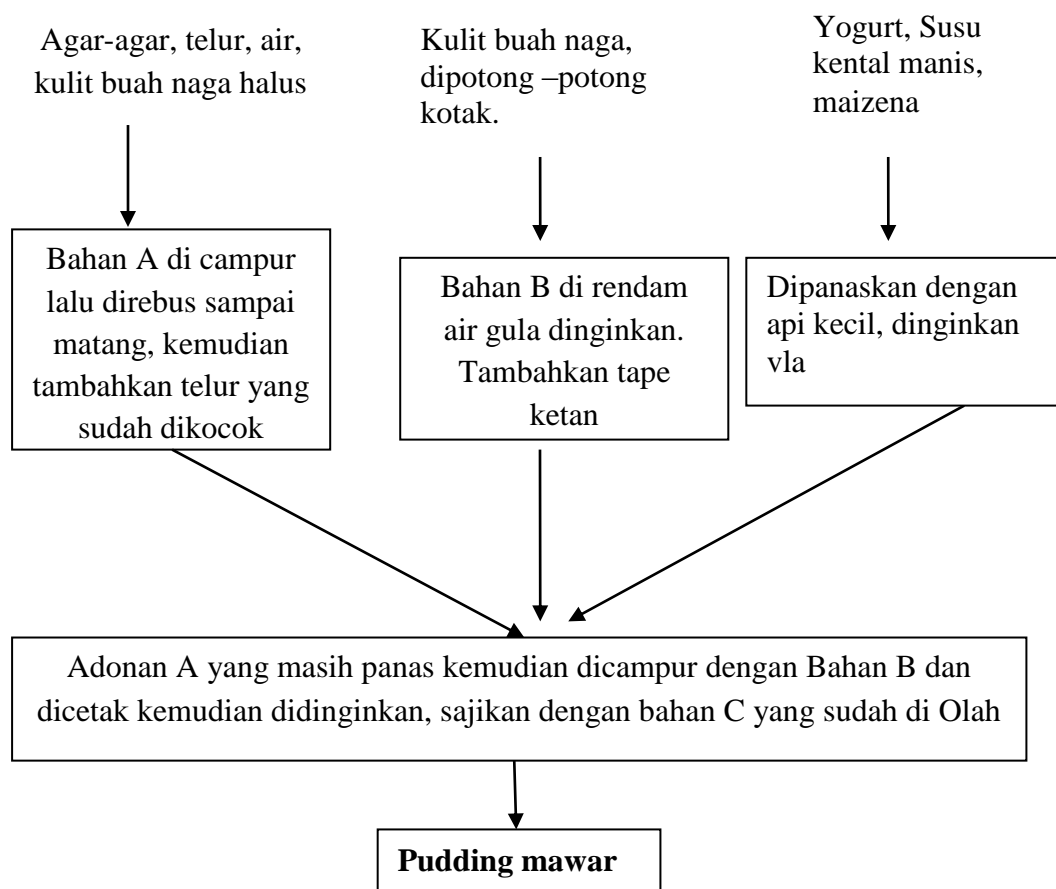 Agar-agar, telur, air,
kulit buah naga halus
Kulit buah naga,
dipotong –potong
kotak.
Yogurt, Susu
kental manis,
maizena
Bahan A di campur
lalu direbus sampai
matang, kemudian
tambahkan telur yang
sudah dikocok
Bahan B di rendam
air gula dinginkan.
Tambahkan tape
ketan
Dipanaskan dengan
api kecil, dinginkan
vla
Adonan A yang masih panas kemudian dicampur dengan Bahan B dan
dicetak kemudian didinginkan, sajikan dengan bahan C yang sudah di Olah
Pudding mawar